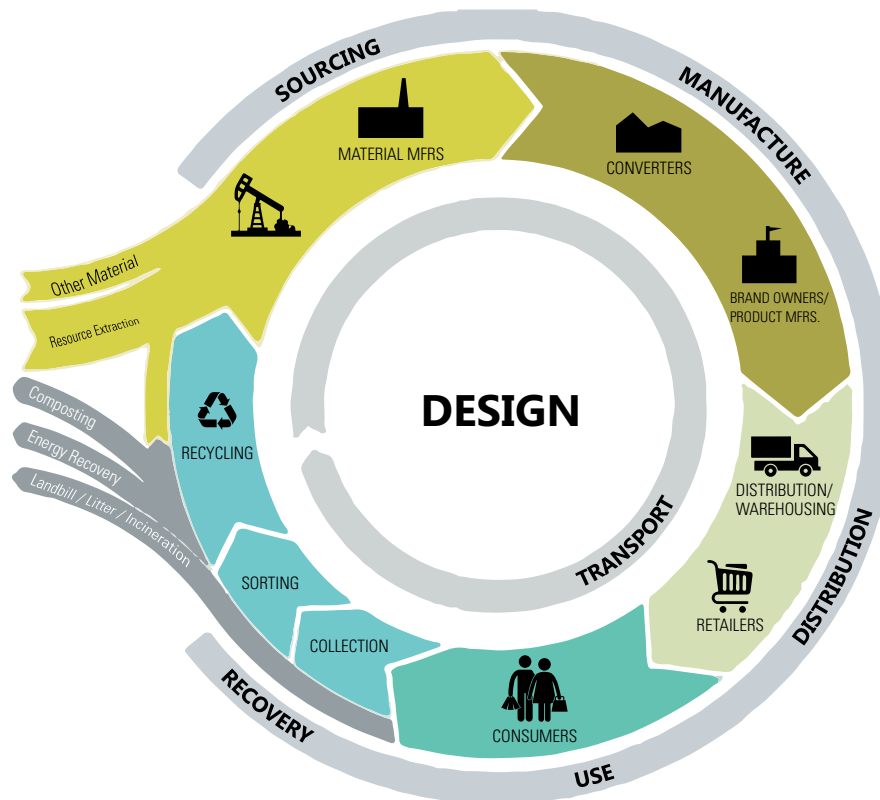 SOURCING
MANUFACTURE
MATERIAL MFRS
CONVERTERS
Other Material
Resource Extraction
BRAND OWNERS/
PRODUCT MFRS.
Composting
Energy Recovery
Landbill / Litter / Incineration
RECYCLING
DESIGN
DISTRIBUTION/
WAREHOUSING
TRANSPORT
DISTRIBUTION
SORTING
COLLECTION
RETAILERS
RECOVERY
CONSUMERS
USE